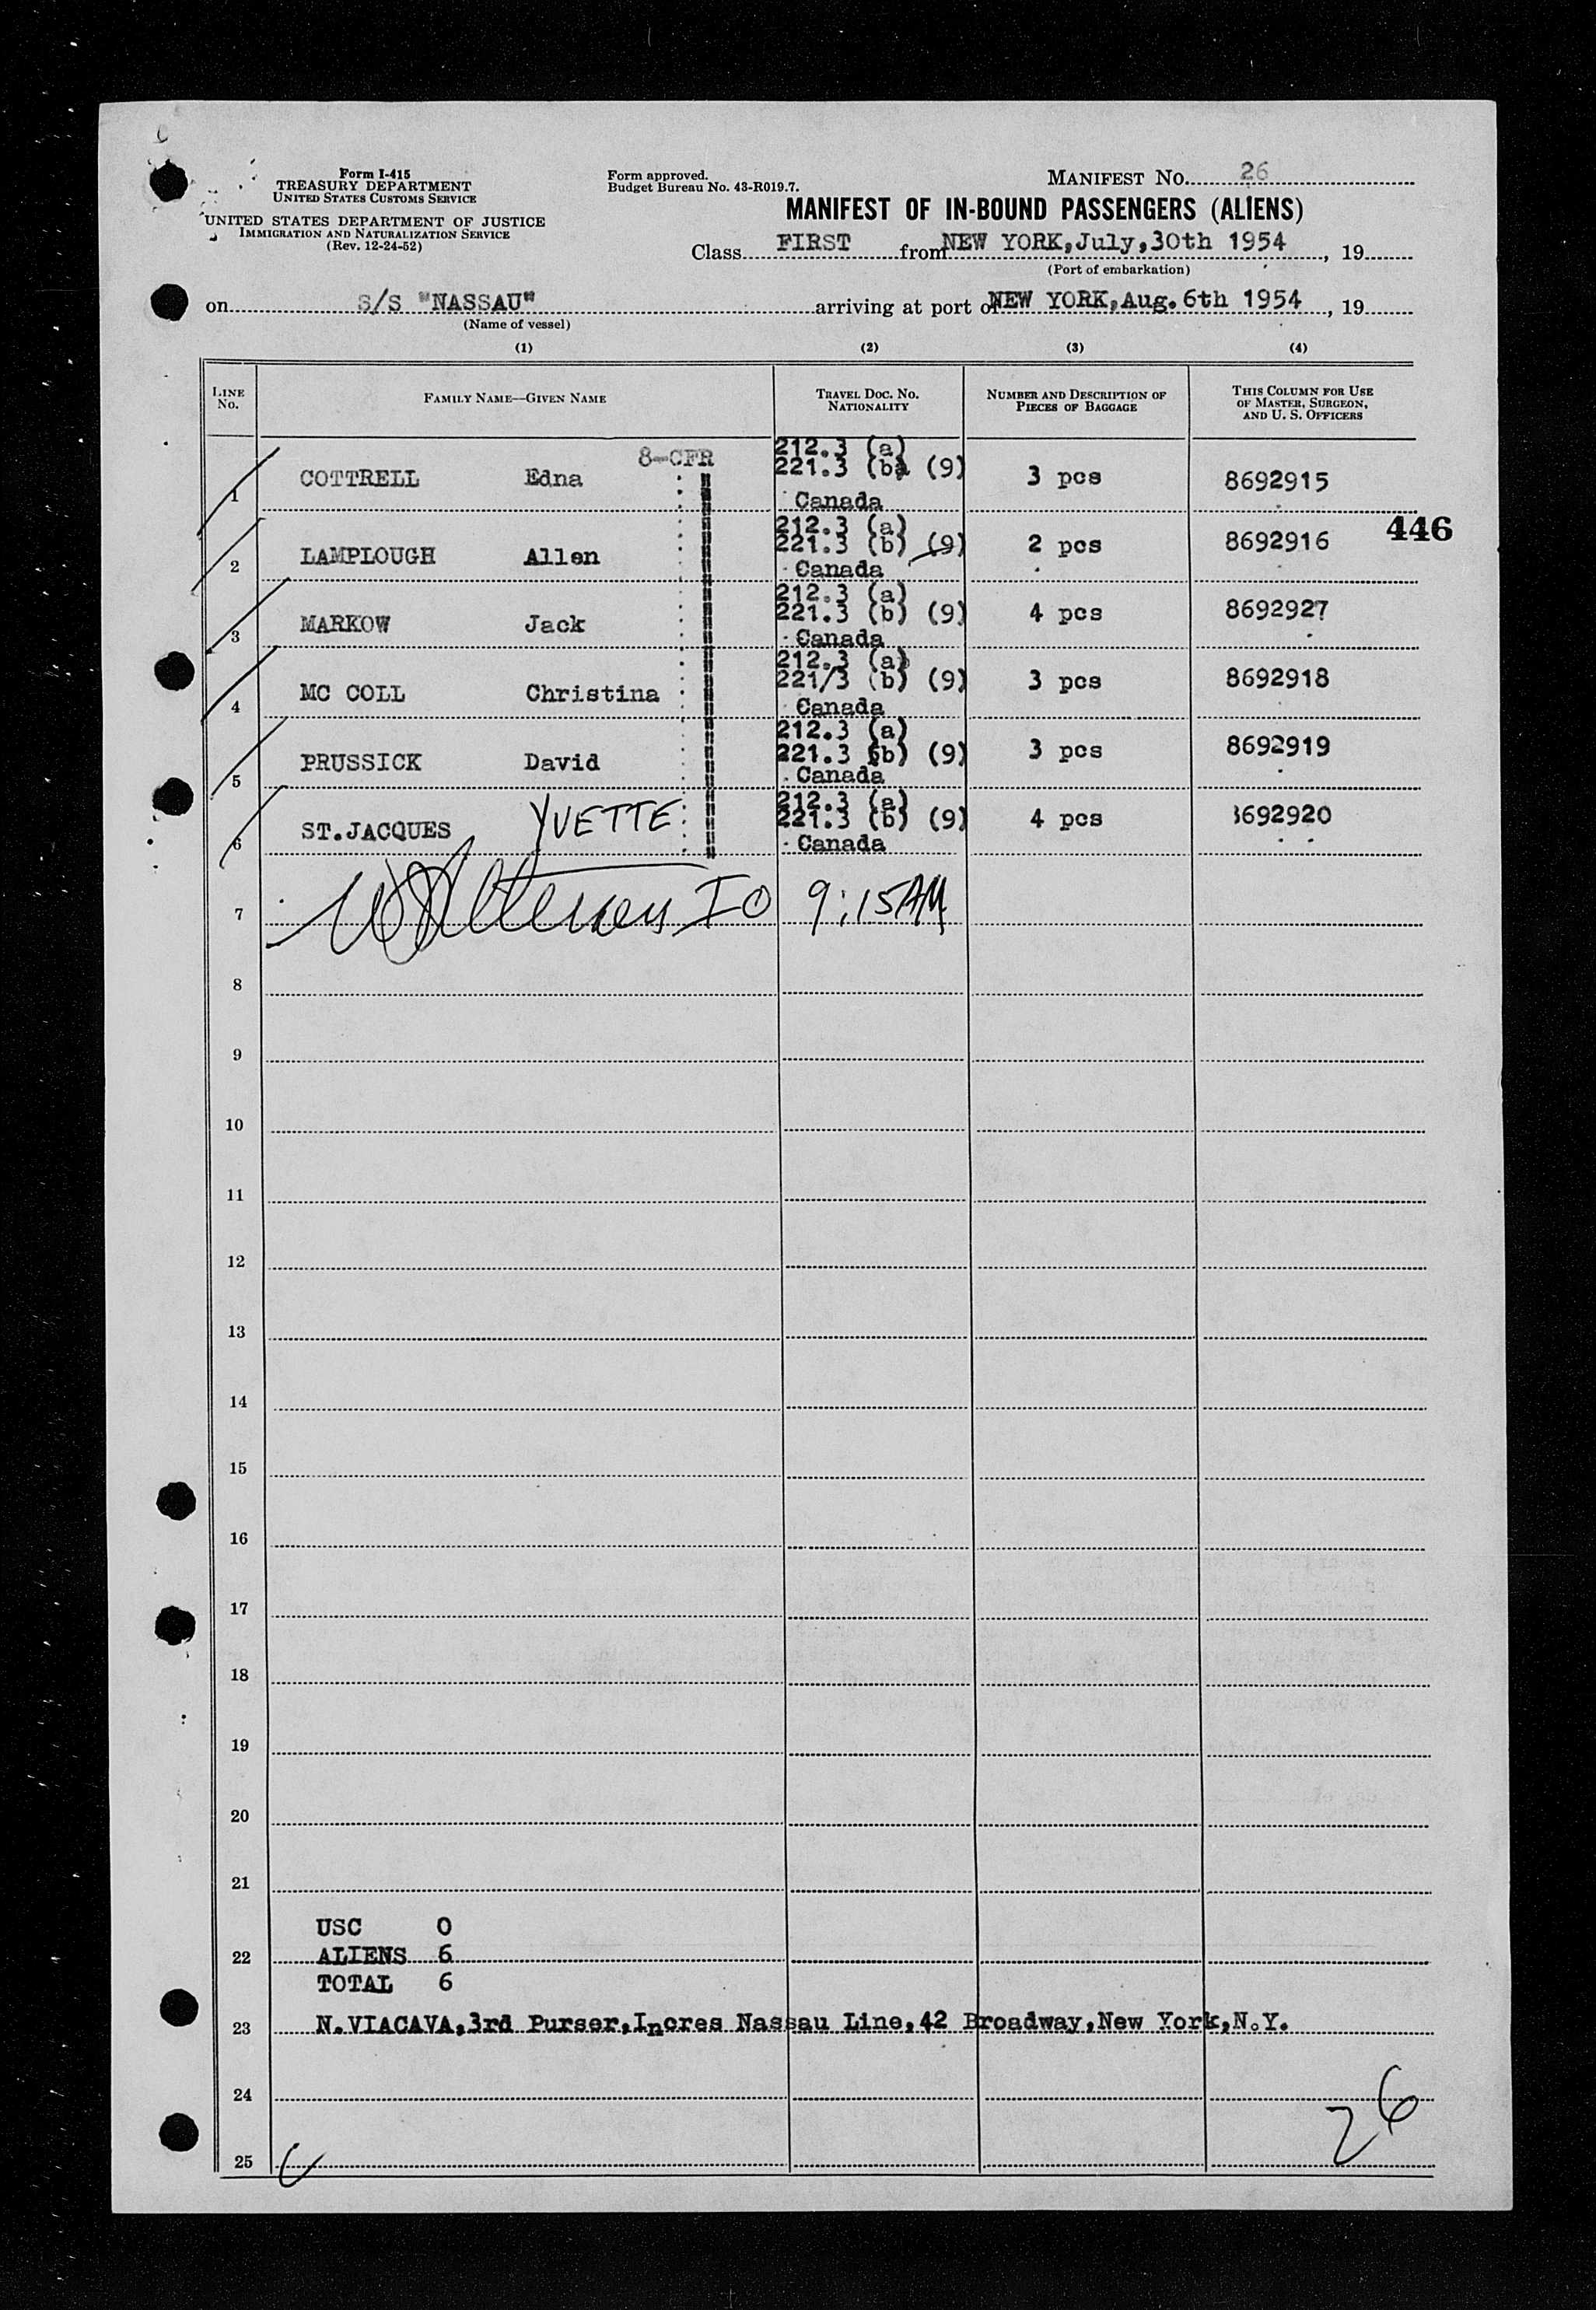 Form I-415
TREASURY DEPARTMENT
UNITED STATES CUSTOMS SERVICE
UNITED STATES DEPARTMENT OF JUSTICE
IMMIGRATION AND NATURALIZATION SERVICE
(Rev. 12-24-52)
Form approved.
Budget Bureau No. 43-R019.7.
MANIFEST No. 26
MANIFEST OF IN-BOUND PASSENGERS (ALIENS)
Class FIRST from NEW YORK,July,30th 1954, 19
(Port of embarkation)
on S/S "NASSAU" arriving at port of NEW YORK,Aug.6th 1954, 19
(Name of vessel)
(1) (2) (3) (4)
LINE No. FAMILY NAME—GIVEN NAME TRAVEL DOC. NO. NATIONALITY NUMBER AND DESCRIPTION OF PIECES OF BAGGAGE THIS COLUMN FOR USE OF MASTER, SURGEON, AND U. S. OFFICERS
8-CFR 212.3 (a)
221.3 (b) (9)
1 COTTRELL Edna 3 pcs 8692915
Canada
446
212.3 (a)
221.3 (b) (9)
2 LAMPLOUGH Allen 2 pcs 8692916
Canada
212.3 (a)
221.3 (b) (9)
3 MARKOW Jack 4 pcs 8692927
Canada
212.3 (a)
221/3 (b) (9)
4 MC COLL Christina 3 pcs 8692918
Canada
212.3 (a)
221.3 (b) (9)
5 PRUSSICK David 3 pcs 8692919
Canada
212.3 (a)
221.3 (b) (9)
6 ST.JACQUES YVETTE 4 pcs 8692920
Canada
7 IO 9:15AM
8
9
10
11
12
13
14
15
16
17
18
19
20
21
USC 0
22 ALIENS 6
TOTAL 6
23 N.VIACAVA,3rd Purser,Incres Nassau Line,42 Broadway,New York,N.Y.
24
26
25